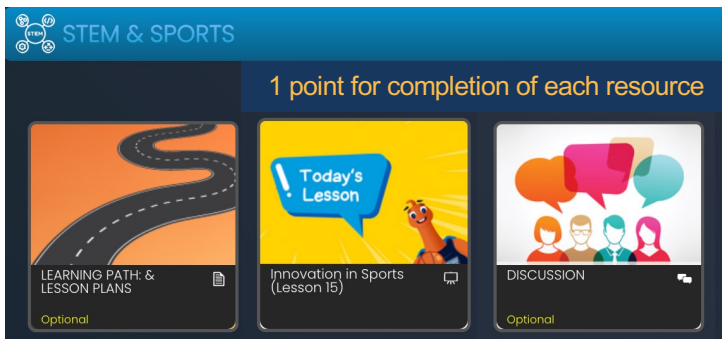 STEM
</>
STEM & SPORTS
1 point for completion of each resource
Today's
Lesson
LEARNING PATH: &
LESSON PLANS
Optional
Innovation in Sports
(Lesson 15)
DISCUSSION
Optional